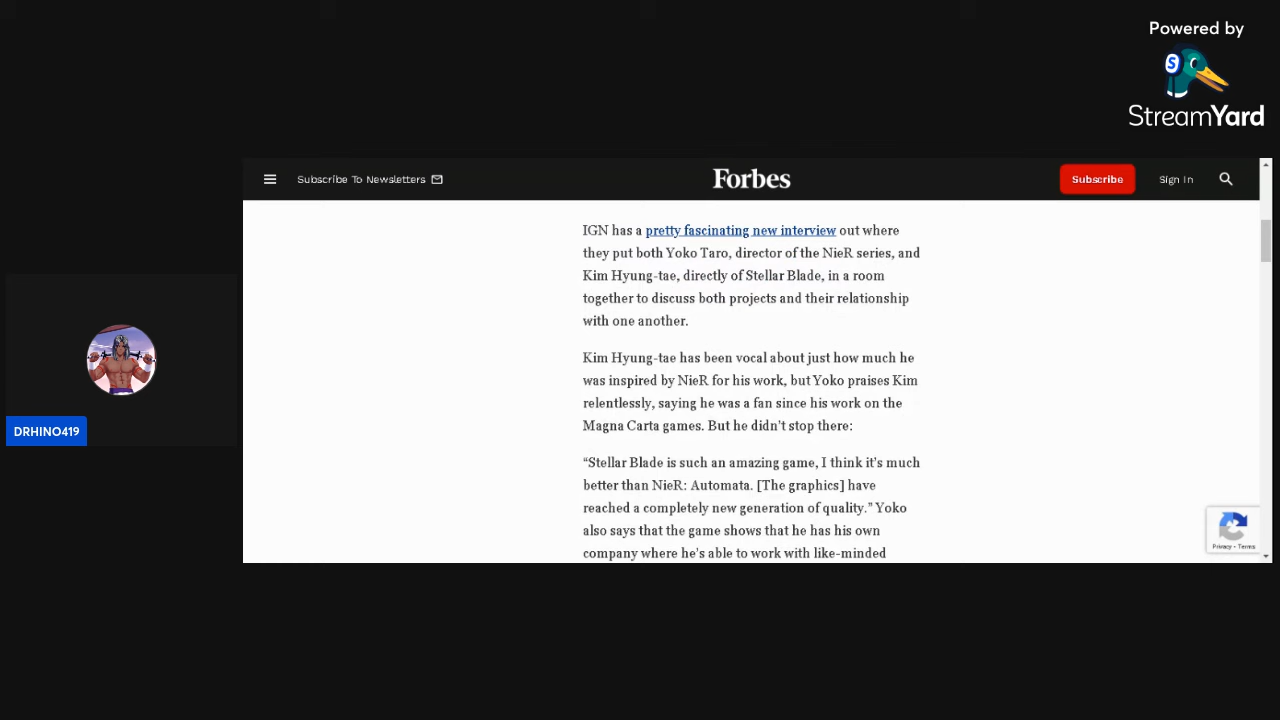 Powered by
S
StreamYard
Subscribe To Newsletters
Forbes
Subscribe
Sign In
IGN has a pretty fascinating new interview out where
they put both Yoko Taro, director of the NieR series, and
Kim Hyung-tae, directly of Stellar Blade, in a room
together to discuss both projects and their relationship
with one another.
Kim Hyung-tae has been vocal about just how much he
was inspired by NieR for his work, but Yoko praises Kim
relentlessly, saying he was a fan since his work on the
Magna Carta games. But he didn’t stop there:
“Stellar Blade is such an amazing game, I think it’s much
better than NieR: Automata. [The graphics] have
reached a completely new generation of quality.” Yoko
also says that the game shows that he has his own
company where he’s able to work with like-minded
DRHINO419
Privacy - Terms